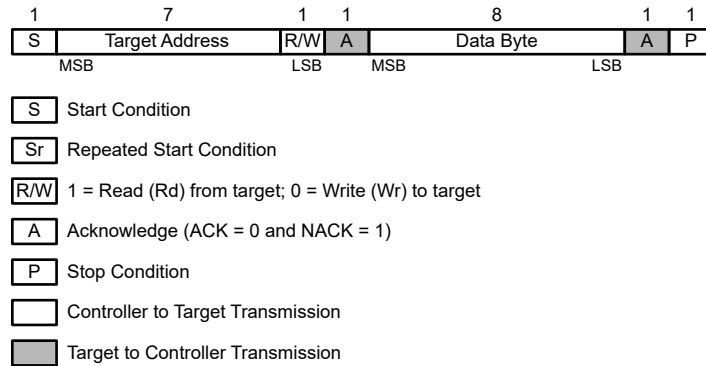 1 7 1 1 8 1 1
S Target Address R/W A Data Byte A P
MSB LSB MSB LSB
S Start Condition
Sr Repeated Start Condition
R/W 1 = Read (Rd) from target; 0 = Write (Wr) to target
A Acknowledge (ACK = 0 and NACK = 1)
P Stop Condition
Controller to Target Transmission
Target to Controller Transmission